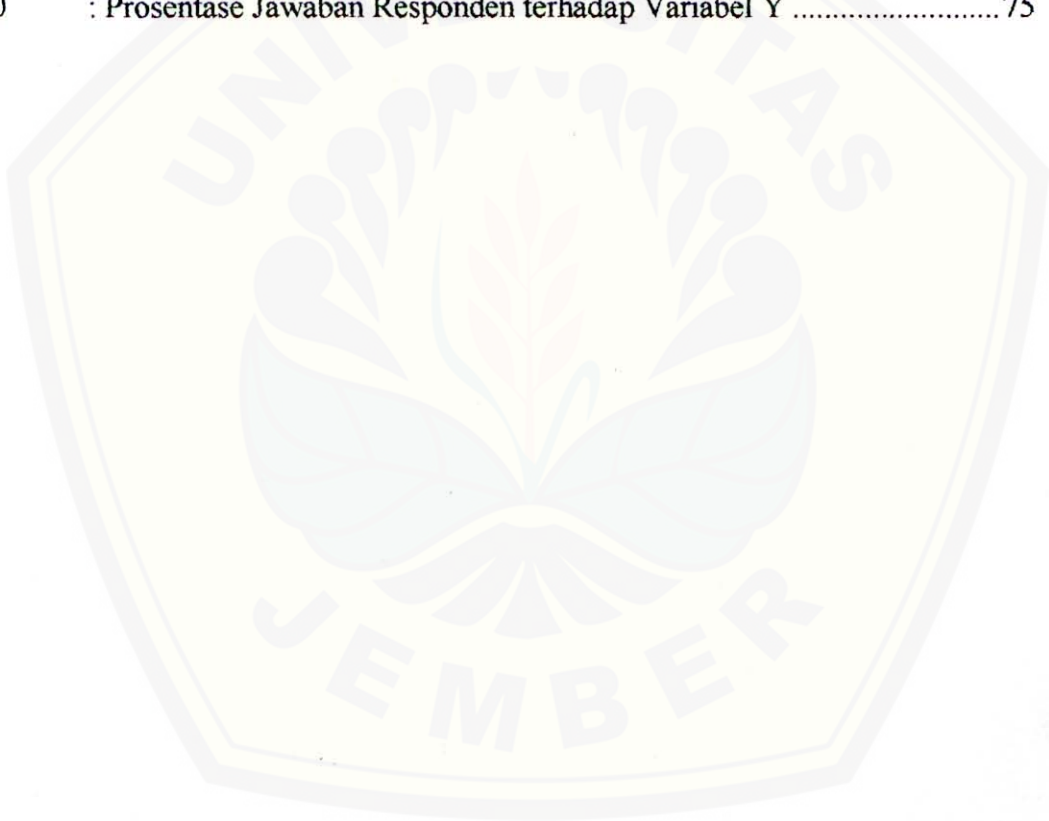 : Prosentase Jawaban Responden terhadap Variabel Y ..........................75
UNIVERSITAS
JEMBER